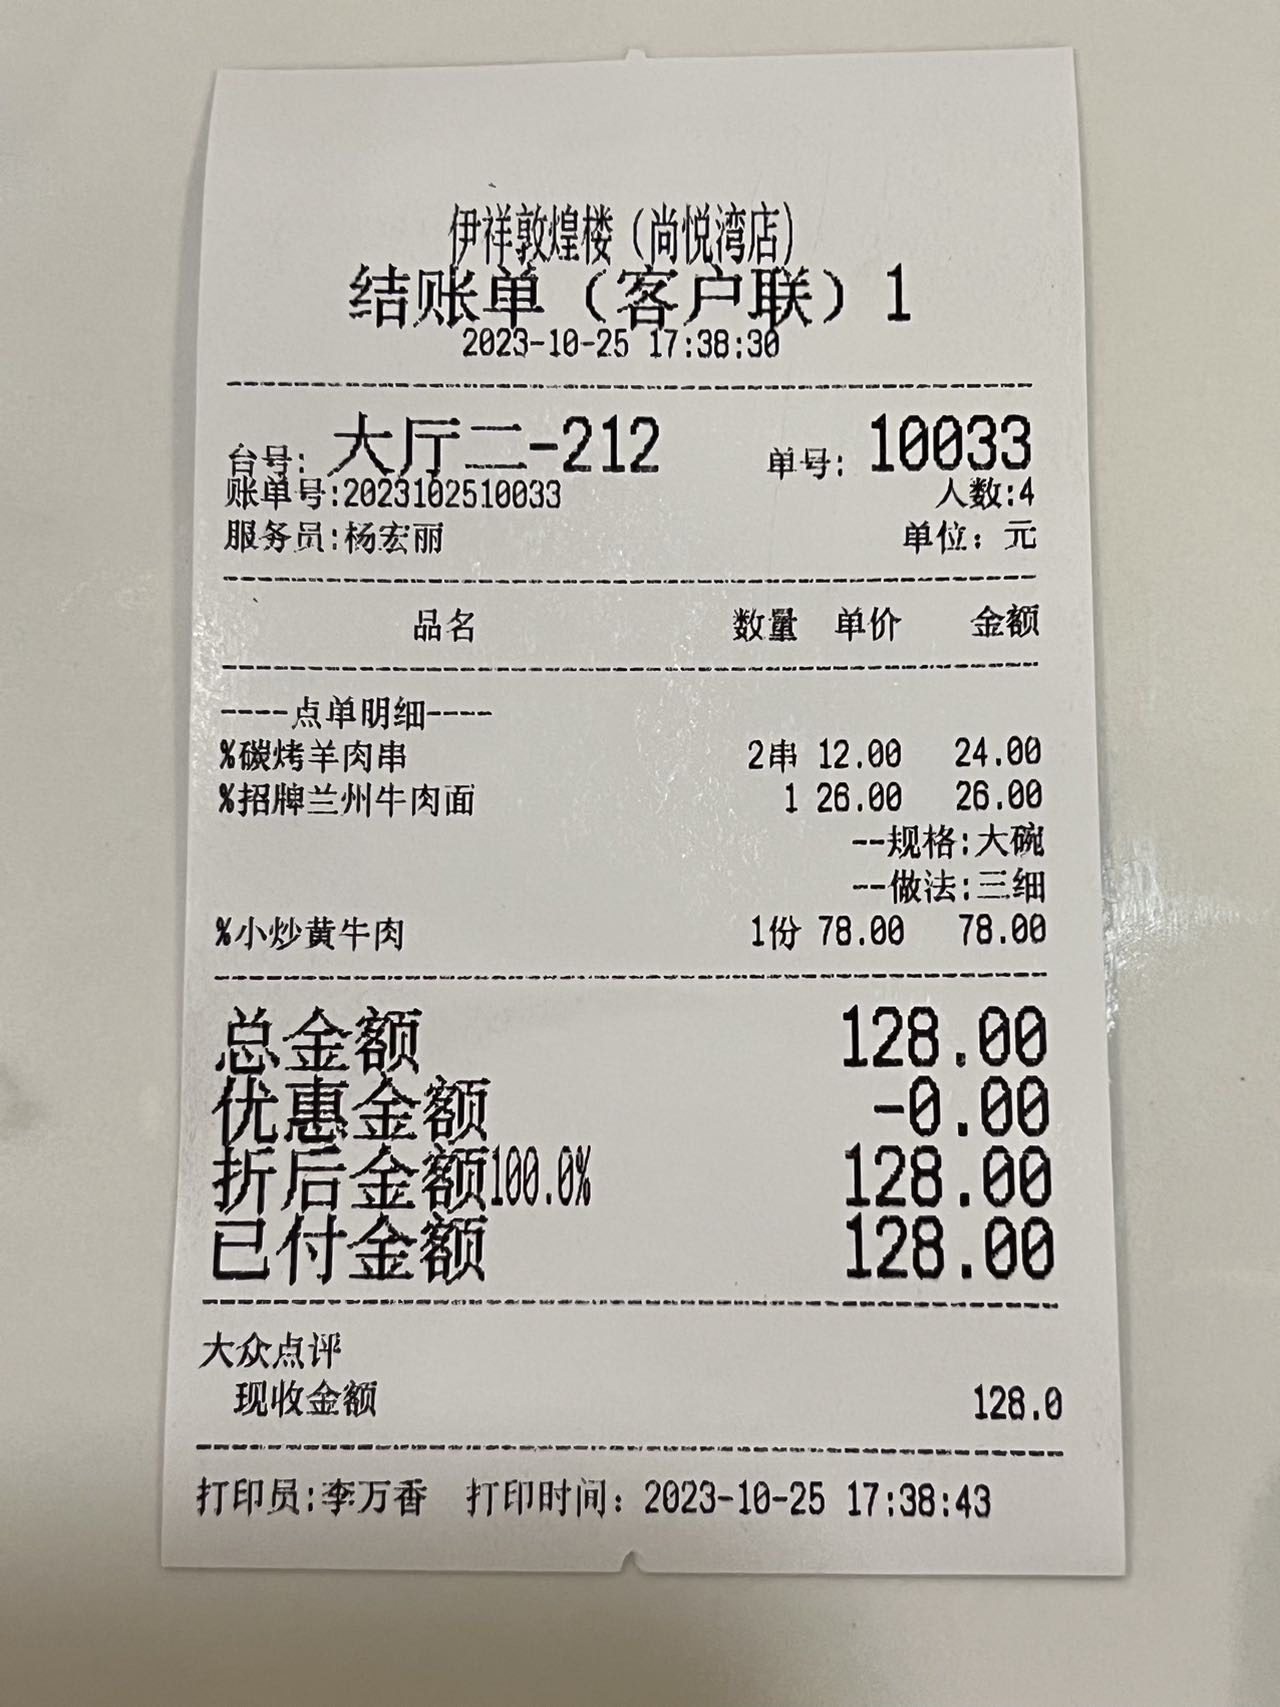 伊祥敦煌楼（尚悦湾店）
结账单（客户联）1
2023-10-25 17:38:30
台号: 大厅二-212 单号: 10033
账单号:2023102510033 人数:4
服务员:杨宏丽 单位：元
品名 数量 单价 金额
----点单明细----
%碳烤羊肉串 2串 12.00 24.00
%招牌兰州牛肉面 1 26.00 26.00
--规格:大碗
--做法:三细
%小炒黄牛肉 1份 78.00 78.00
总金额 128.00
优惠金额 -0.00
折后金额100.0% 128.00
已付金额 128.00
大众点评
现收金额 128.0
打印员:李万香 打印时间：2023-10-25 17:38:43